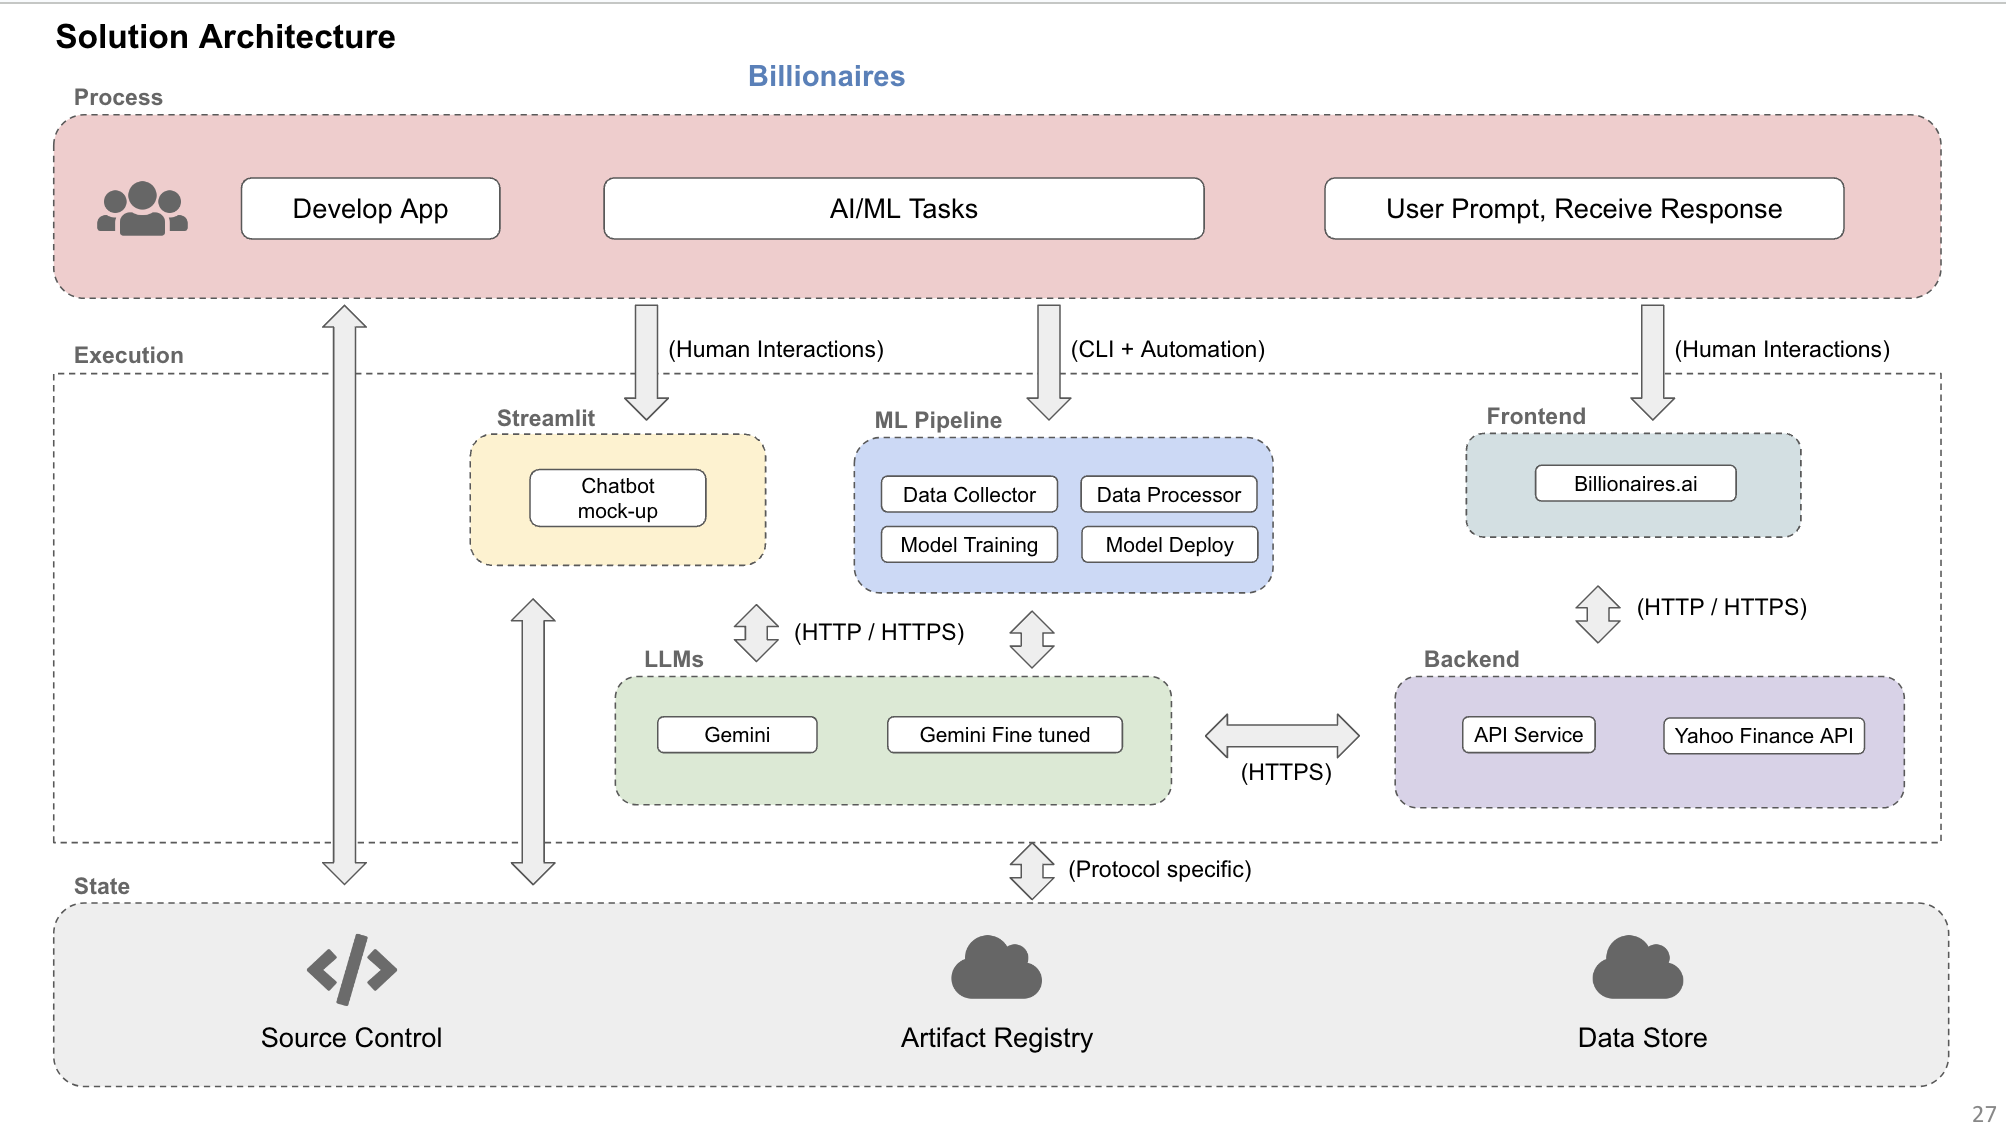 Solution Architecture
Billionaires
Process
Develop App
AI/ML Tasks
User Prompt, Receive Response
(Human Interactions)
(CLI + Automation)
(Human Interactions)
Execution
Streamlit
Chatbot
mock-up
ML Pipeline
Data Collector
Data Processor
Model Training
Model Deploy
Frontend
Billionaires.ai
(HTTP / HTTPS)
(HTTP / HTTPS)
LLMs
Gemini
Gemini Fine tuned
(HTTPS)
Backend
API Service
Yahoo Finance API
(Protocol specific)
State
Source Control
Artifact Registry
Data Store
27